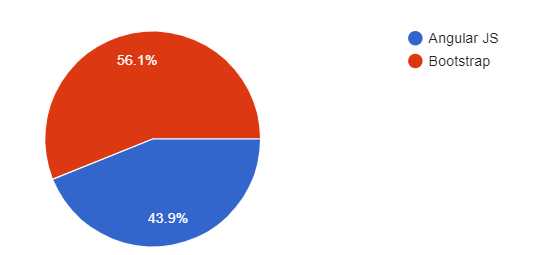 Angular JS
56.1%
Bootstrap
43.9%